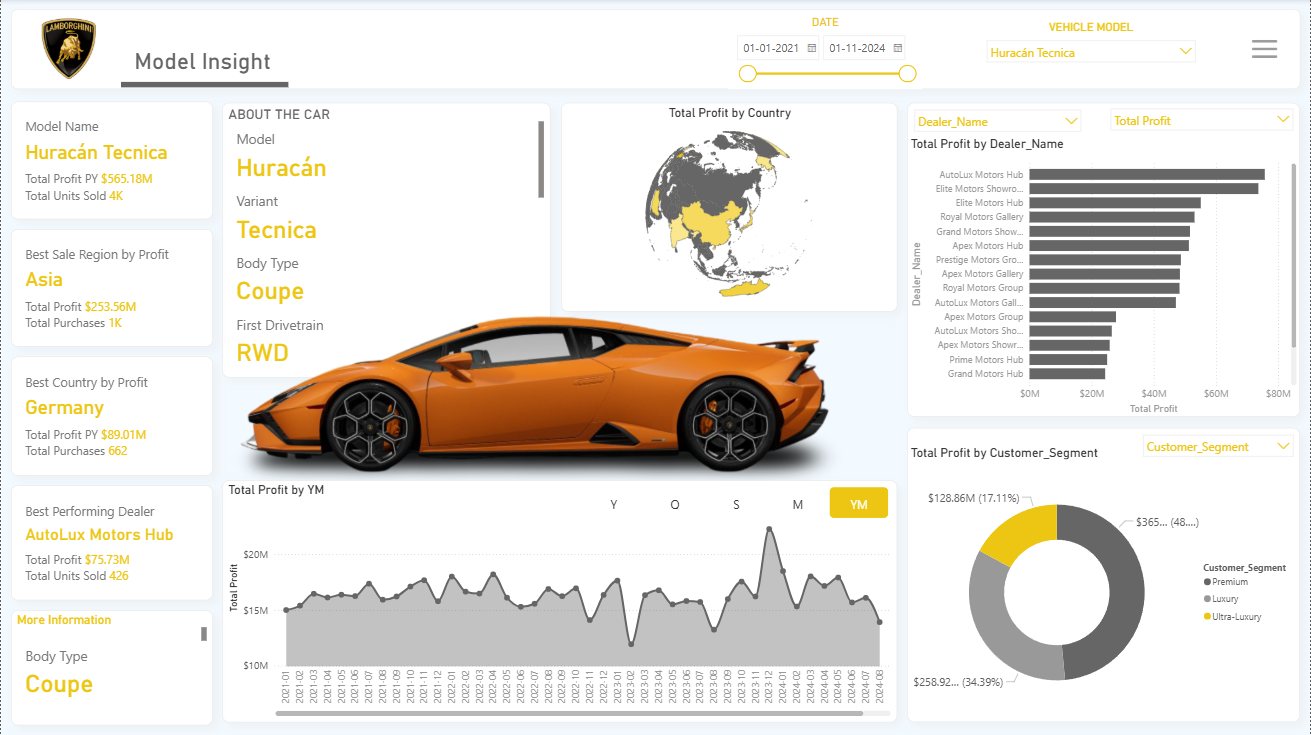 LAMBORGHINI
Model Insight
DATE
01-01-2021
01-11-2024
VEHICLE MODEL
Huracán Tecnica
Model Name
Huracán Tecnica
Total Profit PY $565.18M
Total Units Sold 4K
Best Sale Region by Profit
Asia
Total Profit $253.56M
Total Purchases 1K
Best Country by Profit
Germany
Total Profit PY $89.01M
Total Purchases 662
Best Performing Dealer
AutoLux Motors Hub
Total Profit $75.73M
Total Units Sold 426
More Information
Body Type
Coupe
ABOUT THE CAR
Model
Huracán
Variant
Tecnica
Body Type
Coupe
First Drivetrain
RWD
Total Profit by Country
Dealer_Name
Total Profit
Total Profit by Dealer_Name
Dealer_Name
AutoLux Motors Hub
Elite Motors Showro...
Elite Motors Hub
Royal Motors Gallery
Grand Motors Show...
Apex Motors Hub
Prestige Motors Gro...
Apex Motors Gallery
Royal Motors Group
AutoLux Motors Gall...
Apex Motors Group
AutoLux Motors Sho...
Apex Motors Showr...
Prime Motors Hub
Grand Motors Hub
$0M $20M $40M $60M $80M
Total Profit
Total Profit by YM
Y Q S M YM
Total Profit
$20M
$15M
$10M
2021-01
2021-02
2021-03
2021-04
2021-05
2021-06
2021-07
2021-08
2021-09
2021-10
2021-11
2021-12
2022-01
2022-02
2022-03
2022-04
2022-05
2022-06
2022-07
2022-08
2022-09
2022-10
2022-11
2022-12
2023-01
2023-02
2023-03
2023-04
2023-05
2023-06
2023-07
2023-08
2023-09
2023-10
2023-11
2023-12
2024-01
2024-02
2024-03
2024-04
2024-05
2024-06
2024-07
2024-08
Total Profit by Customer_Segment
Customer_Segment
$128.86M (17.11%)
$365... (48....)
$258.92... (34.39%)
Customer_Segment
Premium
Luxury
Ultra-Luxury